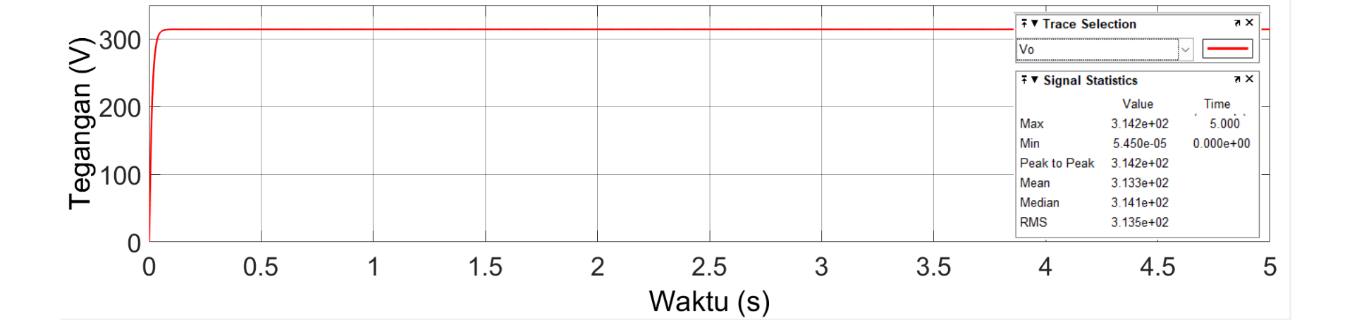 Tegangan (V)
300
200
100
0
0 0.5 1 1.5 2 2.5 3 3.5 4 4.5 5
Waktu (s)
Trace Selection
Vo
Signal Statistics
Value Time
Max 3.142e+02 5.000
Min 5.450e-05 0.000e+00
Peak to Peak 3.142e+02
Mean 3.133e+02
Median 3.141e+02
RMS 3.135e+02